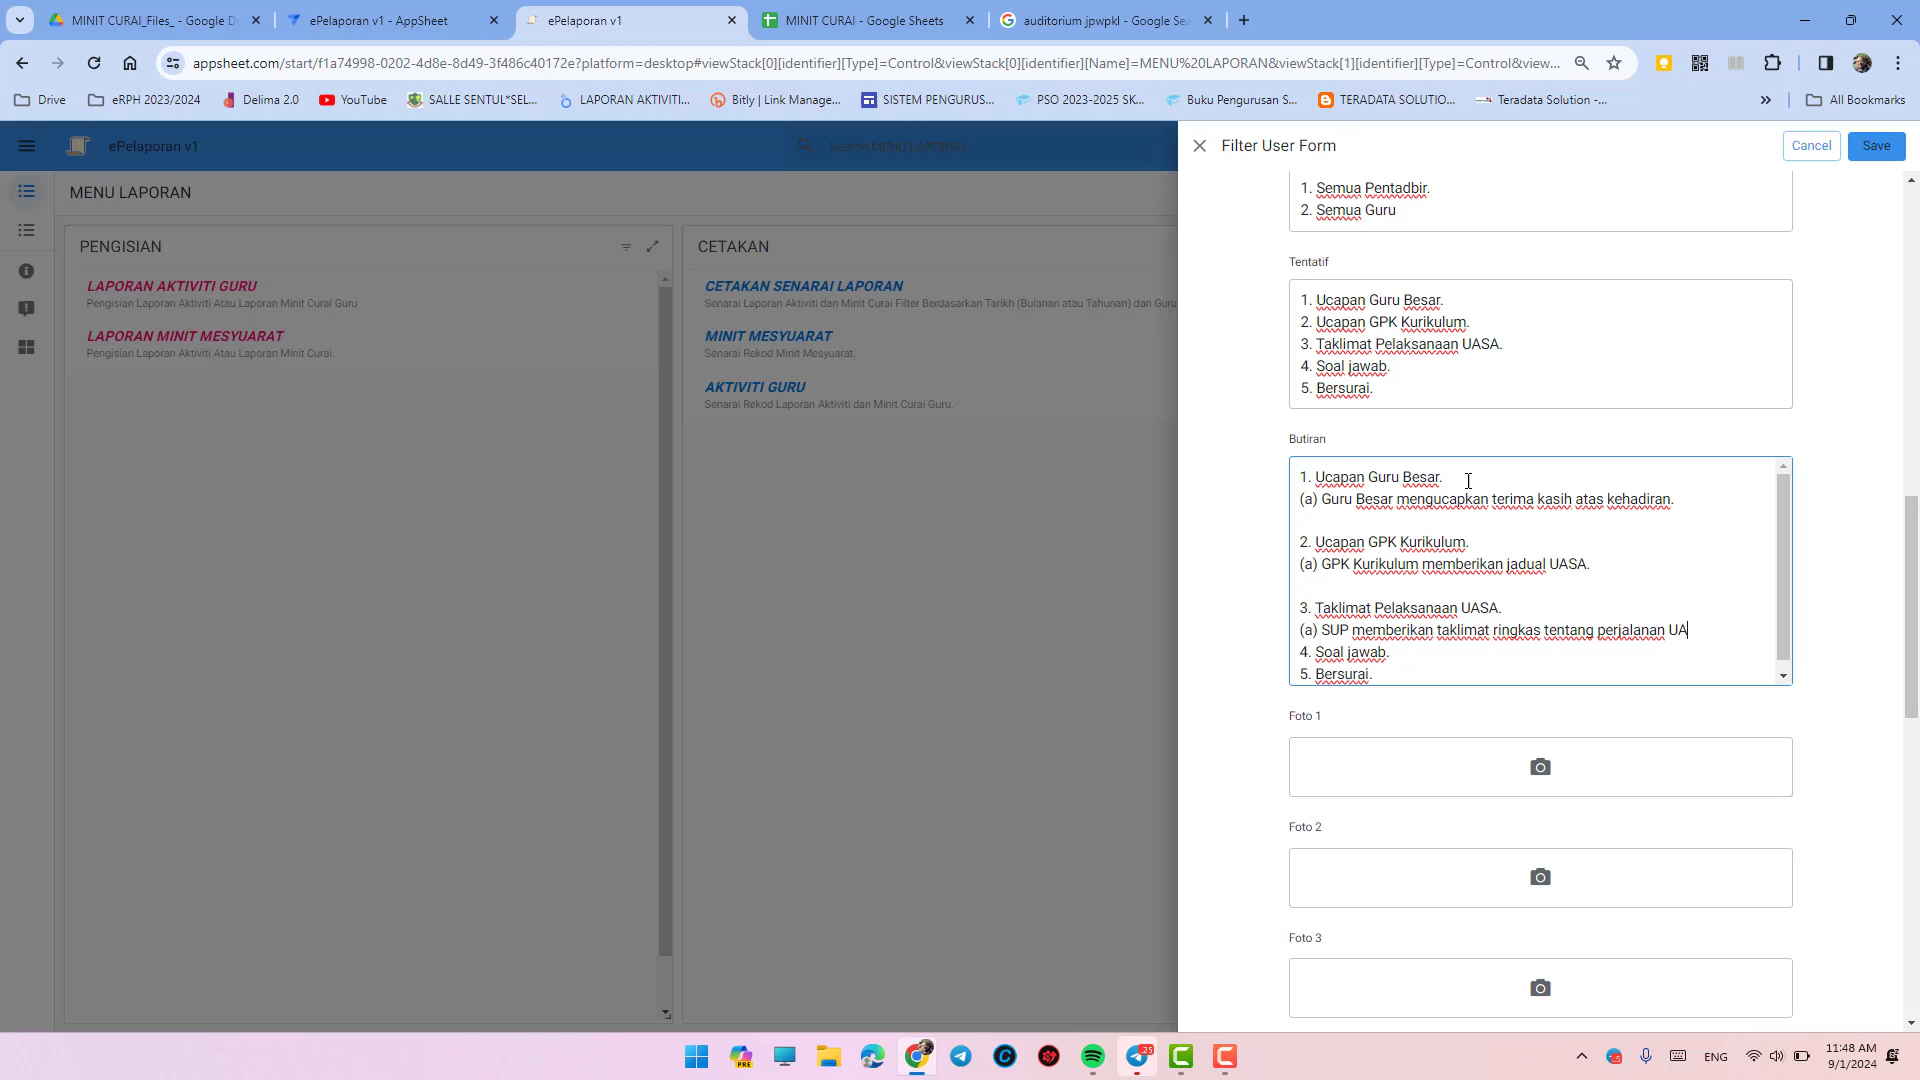 MINIT CURAI_Files_ - Google D
ePelaporan v1 - AppSheet
ePelaporan v1
MINIT CURAI - Google Sheets
auditorium jpwpkl - Google Sea
appsheet.com/start/f1a74998-0202-4d8e-8d49-3f486c40172e?platform=desktop#viewStack[0][identifier][Type]=Control&viewStack[0][identifier][Name]=MENU%20LAPORAN&viewStack[1][identifier][Type]=Control&view...
Drive
eRPH 2023/2024
Delima 2.0
YouTube
SALLE SENTUL*SEL...
LAPORAN AKTIVITI...
Bitly | Link Manage...
SISTEM PENGURUS...
PSO 2023-2025 SK...
Buku Pengurusan S...
TERADATA SOLUTIO...
Teradata Solution -...
All Bookmarks
ePelaporan v1
Search MENU LAPORAN
MENU LAPORAN
PENGISIAN
LAPORAN AKTIVITI GURU
Pengisian Laporan Aktiviti Atau Laporan Minit Curai Guru
LAPORAN MINIT MESYUARAT
Pengisian Laporan Aktiviti Atau Laporan Minit Curai.
CETAKAN
CETAKAN SENARAI LAPORAN
Senarai Laporan Aktiviti dan Minit Curai Filter Berdasarkan Tarikh (Bulanan atau Tahunan) dan Guru
MINIT MESYUARAT
Senarai Rekod Minit Mesyuarat.
AKTIVITI GURU
Senarai Rekod Laporan Aktiviti dan Minit Curai Guru.
Filter User Form
Cancel
Save
1. Semua Pentadbir.
2. Semua Guru
Tentatif
1. Ucapan Guru Besar.
2. Ucapan GPK Kurikulum.
3. Taklimat Pelaksanaan UASA.
4. Soal jawab.
5. Bersurai.
Butiran
1. Ucapan Guru Besar.
(a) Guru Besar mengucapkan terima kasih atas kehadiran.
2. Ucapan GPK Kurikulum.
(a) GPK Kurikulum memberikan jadual UASA.
3. Taklimat Pelaksanaan UASA.
(a) SUP memberikan taklimat ringkas tentang perjalanan UA
4. Soal jawab.
5. Bersurai.
Foto 1
Foto 2
Foto 3
PRE
25
ENG
11:48 AM
9/1/2024